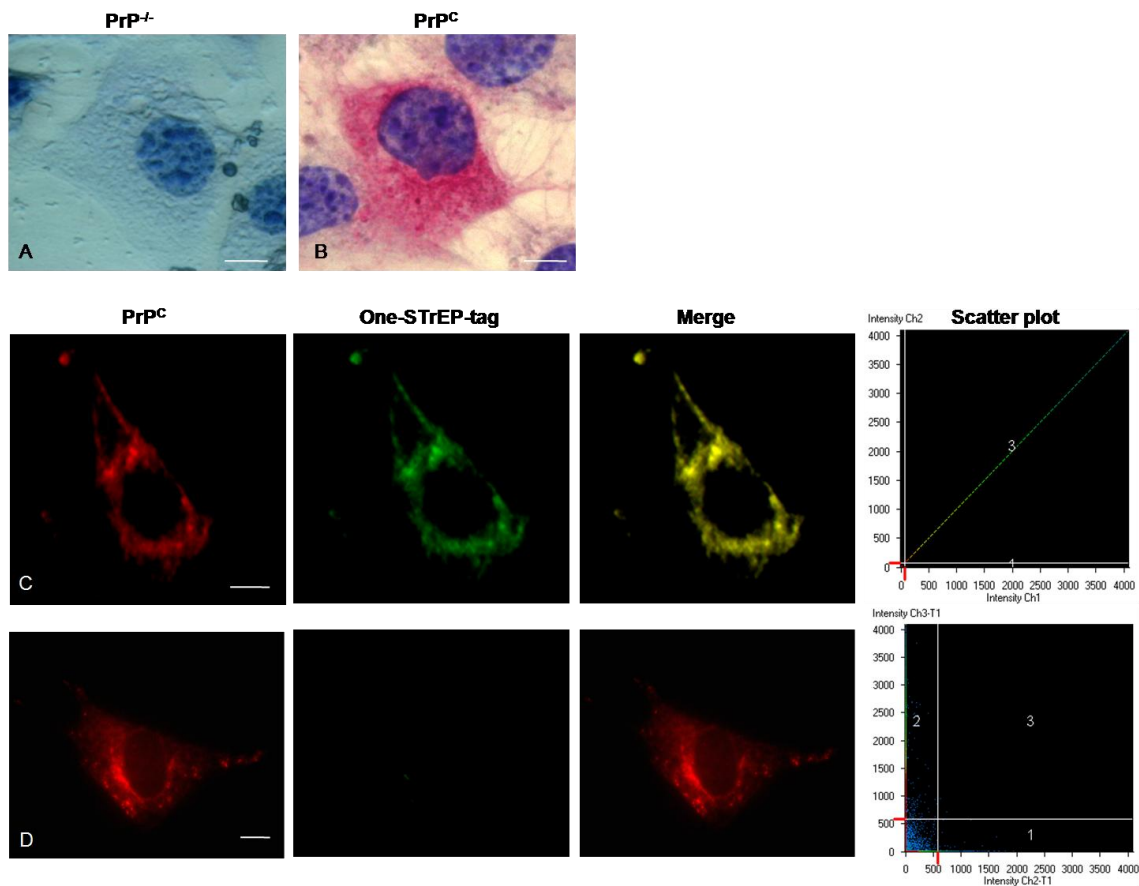 PrP-/-
PrPC
A
B
PrPC
One-STrEP-tag
Merge
Scatter plot
C
Intensity Ch2
4000
3500
3000
2500
2000
1500
1000
500
0
3
1
0 500 1000 1500 2000 2500 3000 3500 4000
Intensity Ch1
D
Intensity Ch3-T1
4000
3500
3000
2500
2000
1500
1000
500
0
2
3
1
0 500 1000 1500 2000 2500 3000 3500 4000
Intensity Ch2-T1